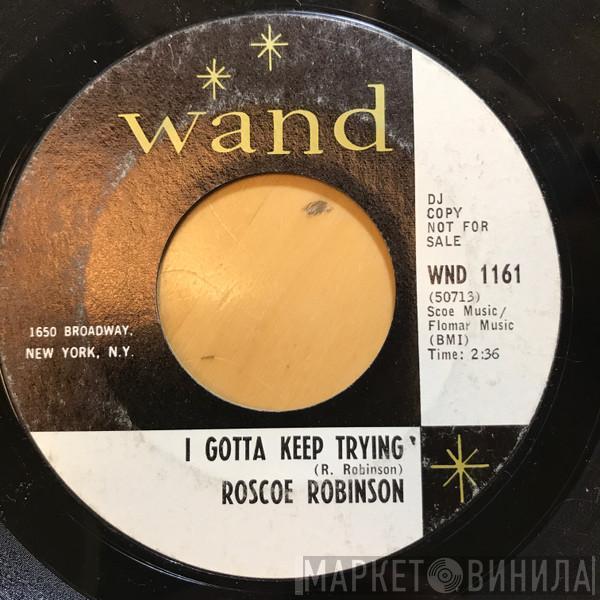 wand
DJ
COPY
NOT FOR
SALE
WND 1161
(50713)
Scoe Music/
Flomar Music
(BMI)
Time: 2:36
1650 BROADWAY,
NEW YORK, N.Y.
I GOTTA KEEP TRYING
(R. Robinson)
ROSCOE ROBINSON
МАРКЕТ ВИНИЛА